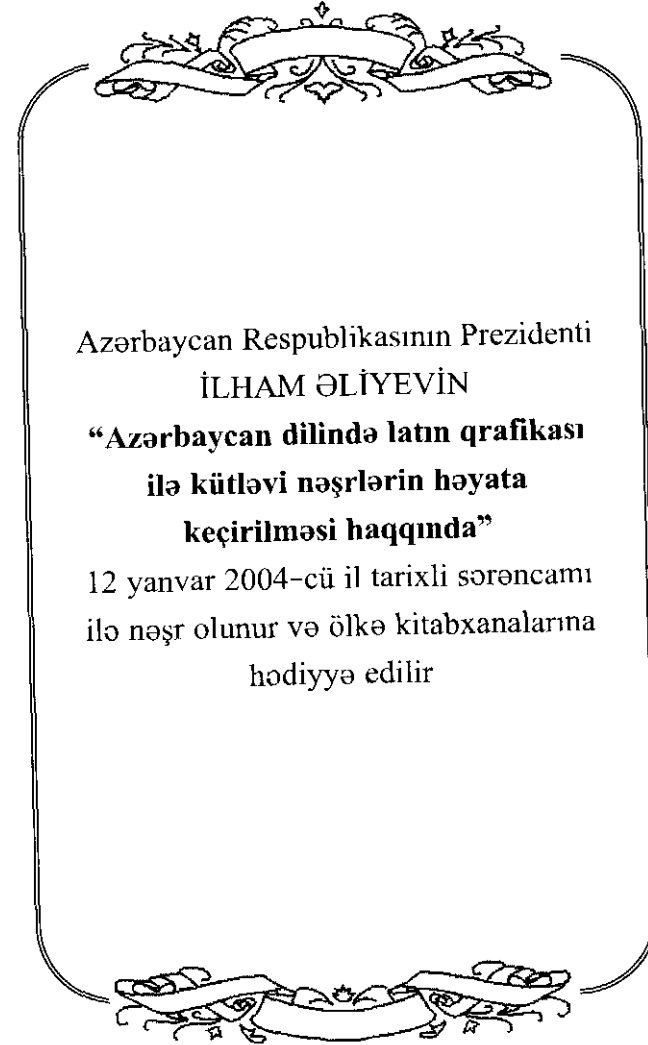 Azərbaycan Respublikasının Prezidenti
İLHAM ƏLİYEVİN
“Azərbaycan dilində latın qrafikası
ilə kütləvi nəşrlərin həyata
keçirilməsi haqqında”
12 yanvar 2004-cü il tarixli sərəncamı
ilə nəşr olunur və ölkə kitabxanalarına
hədiyyə edilir